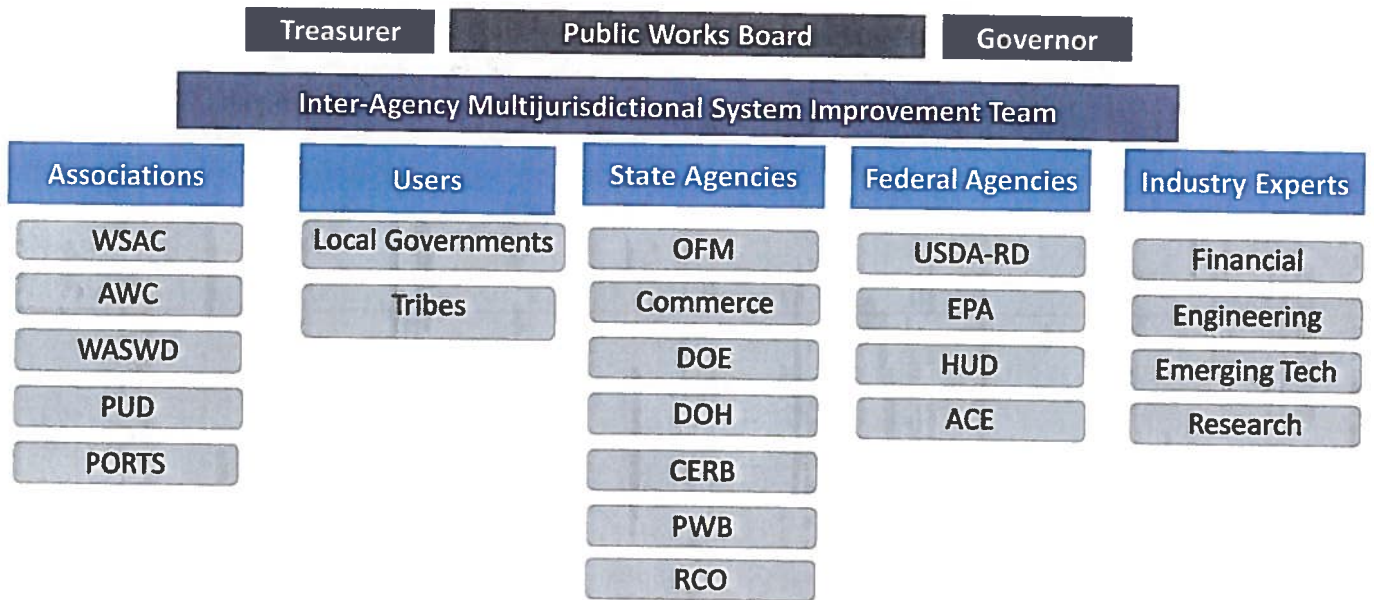 Treasurer
Public Works Board
Governor
Inter-Agency Multijurisdictional System Improvement Team
Associations
WSAC
AWC
WASWD
PUD
PORTS
Users
Local Governments
Tribes
State Agencies
OFM
Commerce
DOE
DOH
CERB
PWB
RCO
Federal Agencies
USDA-RD
EPA
HUD
ACE
Industry Experts
Financial
Engineering
Emerging Tech
Research